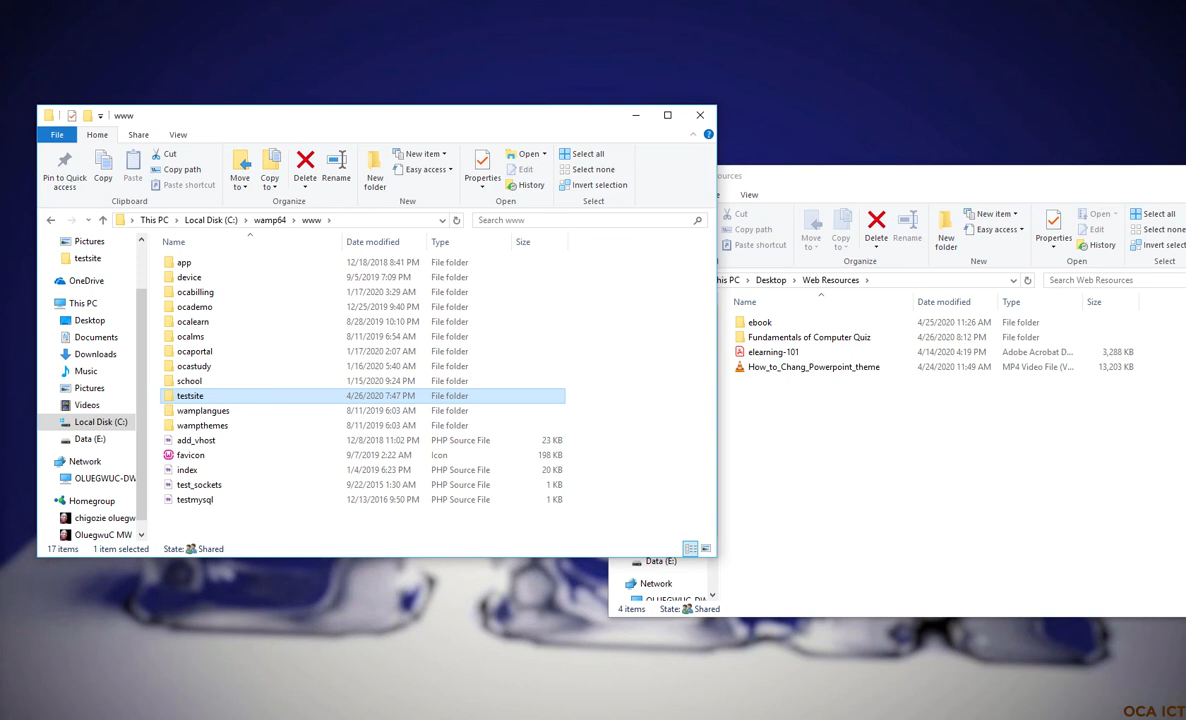 www
File Home Share View
Pin to Quick access
Copy
Paste
Cut
Copy path
Paste shortcut
Clipboard
Move to
Copy to
Delete
Rename
Organize
New folder
New item
Easy access
New
Properties
Open
Edit
History
Open
Select all
Select none
Invert selection
Select
This PC Local Disk (C:) wamp64 www
Search www
Pictures
testsite
OneDrive
This PC
Desktop
Documents
Downloads
Music
Pictures
Videos
Local Disk (C:)
Data (E:)
Network
OLUEGWUC-DW
Homegroup
chigozie oluegw
OluegwuC MW
Name Date modified Type Size
app 12/18/2018 8:41 PM File folder
device 9/5/2019 7:09 PM File folder
ocabilling 1/17/2020 3:29 AM File folder
ocademo 12/25/2019 9:40 PM File folder
ocalearn 8/28/2019 10:10 PM File folder
ocalms 8/11/2019 6:54 AM File folder
ocaportal 1/17/2020 2:07 AM File folder
ocastudy 1/16/2020 5:40 AM File folder
school 1/15/2020 9:24 PM File folder
testsite 4/26/2020 7:47 PM File folder
wamplangues 8/11/2019 6:03 AM File folder
wampthemes 8/11/2019 6:03 AM File folder
add_vhost 12/8/2018 11:02 PM PHP Source File 23 KB
favicon 9/7/2019 2:22 AM Icon 198 KB
index 1/4/2019 6:23 PM PHP Source File 20 KB
test_sockets 9/22/2015 1:30 AM PHP Source File 1 KB
testmysql 12/13/2016 9:50 PM PHP Source File 1 KB
17 items 1 item selected State: Shared
ources
View
Cut
Copy path
Paste shortcut
Move to
Copy to
Delete
Rename
Organize
New folder
New item
Easy access
New
Properties
Open
Edit
History
Open
Select all
Select none
Invert select
Select
his PC Desktop Web Resources
Search Web Resources
Name Date modified Type Size
ebook 4/25/2020 11:26 AM File folder
Fundamentals of Computer Quiz 4/26/2020 8:12 PM File folder
elearning-101 4/14/2020 4:19 PM Adobe Acrobat D... 3,288 KB
How_to_Chang_Powerpoint_theme 4/24/2020 11:49 AM MP4 Video File (V... 13,203 KB
Data (E:)
Network
4 items State: Shared
OCA ICT